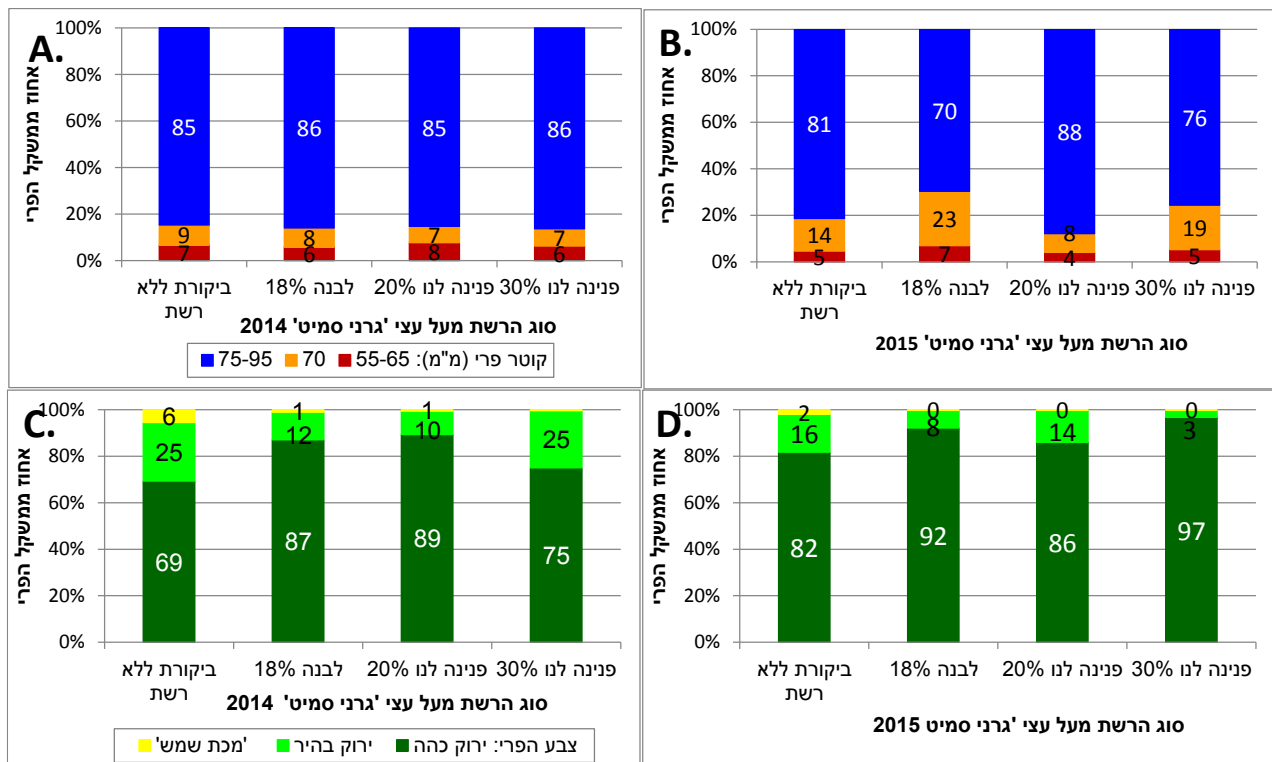 A.
אחוז ממשקל הפרי
100%
80%
60%
40%
20%
0%
85 86 85 86
9 8 7 7
7 6 8 6
ביקורת ללא רשת
לבנה 18%
פנינה לנו 20%
פנינה לנו 30%
סוג הרשת מעל עצי 'גרני סמיט' 2014
קוטר פרי (מ"מ): 55-65 70 75-95
B.
אחוז ממשקל הפרי
100%
80%
60%
40%
20%
0%
81 70 88 76
14 23 8 19
5 7 4 5
ביקורת ללא רשת
לבנה 18%
פנינה לנו 20%
פנינה לנו 30%
סוג הרשת מעל עצי 'גרני סמיט' 2015
C.
אחוז ממשקל הפרי
100%
80%
60%
40%
20%
0%
6 1 1
25 12 10 25
69 87 89 75
ביקורת ללא רשת
לבנה 18%
פנינה לנו 20%
פנינה לנו 30%
סוג הרשת מעל עצי 'גרני סמיט' 2014
צבע הפרי: ירוק כהה ירוק בהיר 'מכת שמש
D.
אחוז ממשקל הפרי
100%
80%
60%
40%
20%
0%
2 0 0 0
16 8 14 3
82 92 86 97
ביקורת ללא רשת
לבנה 18%
פנינה לנו 20%
פנינה לנו 30%
סוג הרשת מעל עצי 'גרני סמיט 2015